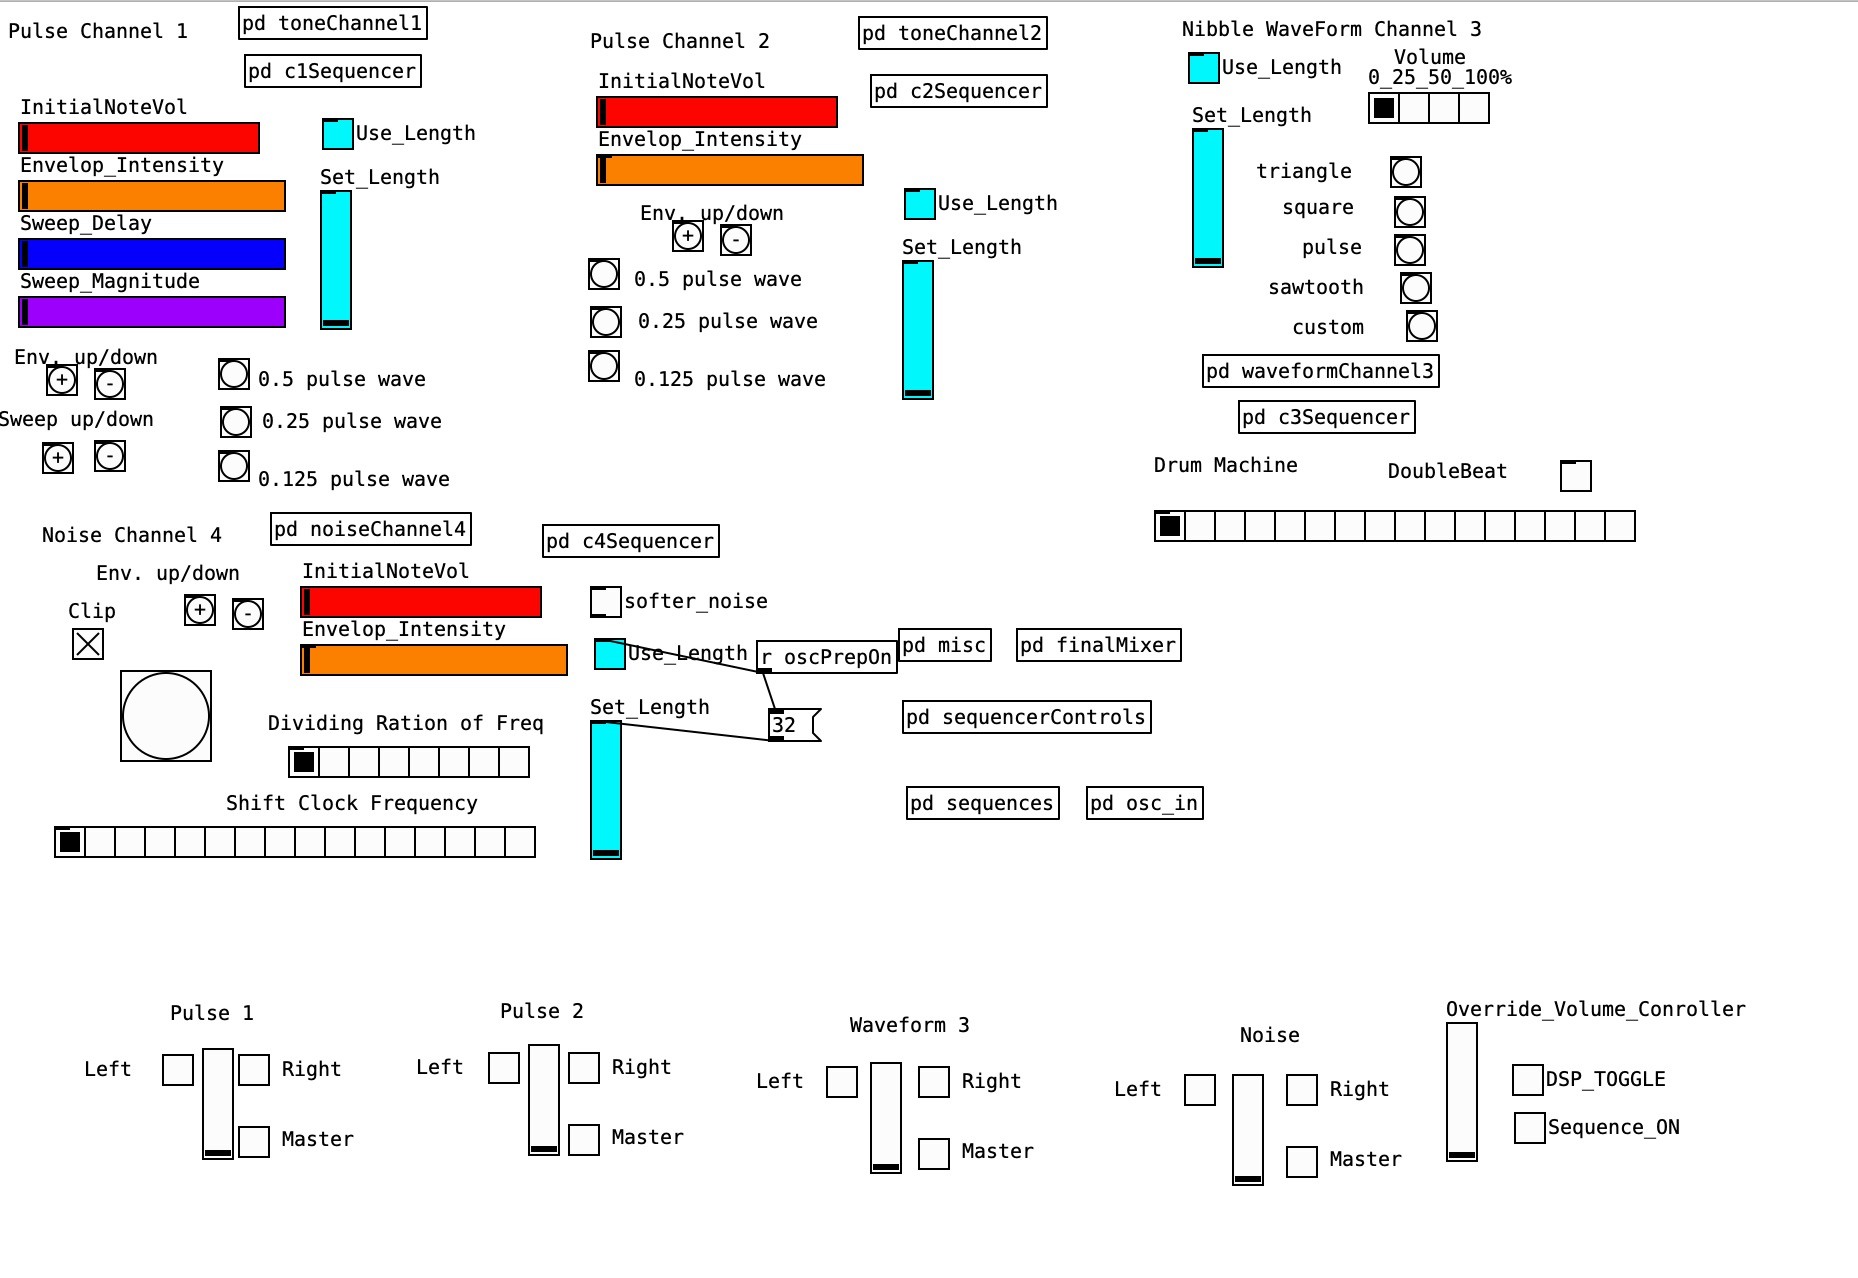 Pulse Channel 1
pd toneChannel1
pd c1Sequencer
InitialNoteVol
Use_Length
Envelop_Intensity
Set_Length
Sweep_Delay
Sweep_Magnitude
Env. up/down
+
-
Sweep up/down
+
-
0.5 pulse wave
0.25 pulse wave
0.125 pulse wave
Pulse Channel 2
pd toneChannel2
pd c2Sequencer
InitialNoteVol
Envelop_Intensity
Env. up/down
+
-
Use_Length
Set_Length
0.5 pulse wave
0.25 pulse wave
0.125 pulse wave
Nibble WaveForm Channel 3
Use_Length
Volume
0_25_50_100%
Set_Length
triangle
square
pulse
sawtooth
custom
pd waveformChannel3
pd c3Sequencer
Drum Machine
DoubleBeat
Noise Channel 4
pd noiseChannel4
pd c4Sequencer
Env. up/down
+
-
Clip
InitialNoteVol
Envelop_Intensity
softer_noise
Use_Length
r oscPrepOn
Set_Length
32
Dividing Ration of Freq
Shift Clock Frequency
pd misc
pd finalMixer
pd sequencerControls
pd sequences
pd osc_in
Pulse 1
Left
Right
Master
Pulse 2
Left
Right
Master
Waveform 3
Left
Right
Master
Noise
Left
Right
Master
Override_Volume_Conroller
DSP_TOGGLE
Sequence_ON